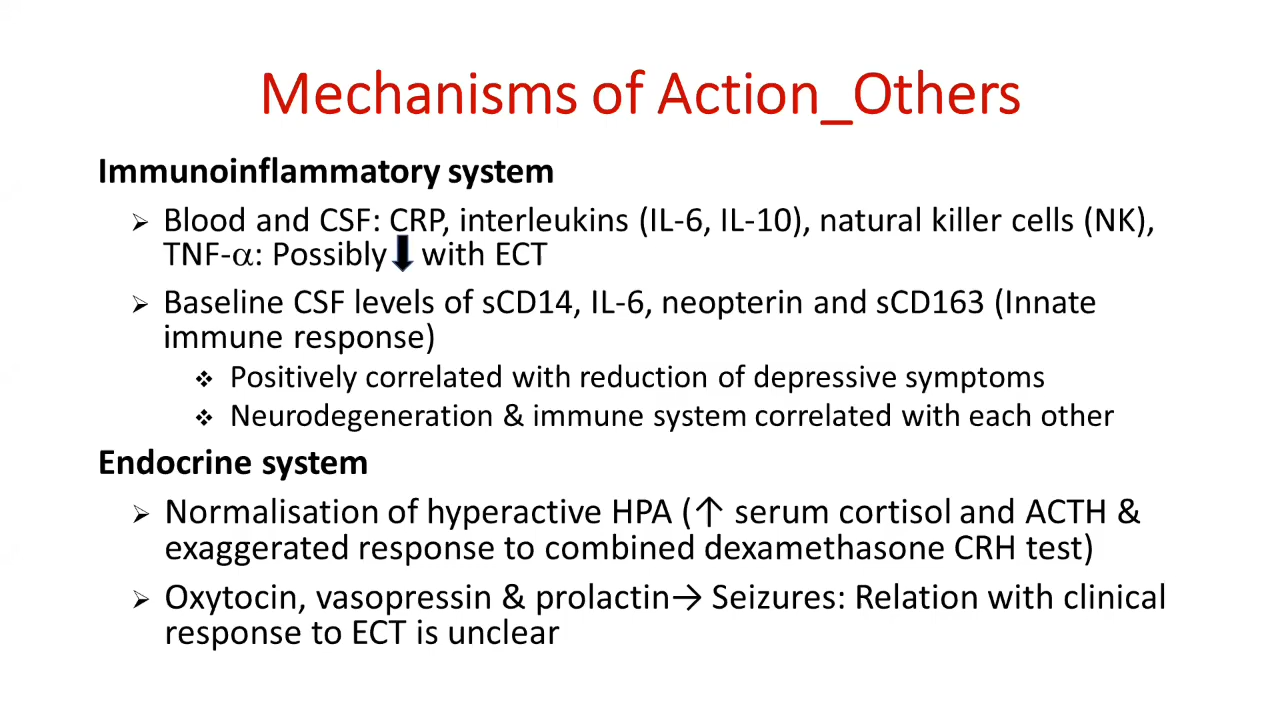 Mechanisms of Action_Others
Immunoinflammatory system
➢ Blood and CSF: CRP, interleukins (IL-6, IL-10), natural killer cells (NK),
TNF-α: Possibly ⬇ with ECT
➢ Baseline CSF levels of sCD14, IL-6, neopterin and sCD163 (Innate
immune response)
❖ Positively correlated with reduction of depressive symptoms
❖ Neurodegeneration & immune system correlated with each other
Endocrine system
➢ Normalisation of hyperactive HPA (↑ serum cortisol and ACTH &
exaggerated response to combined dexamethasone CRH test)
➢ Oxytocin, vasopressin & prolactin→ Seizures: Relation with clinical
response to ECT is unclear